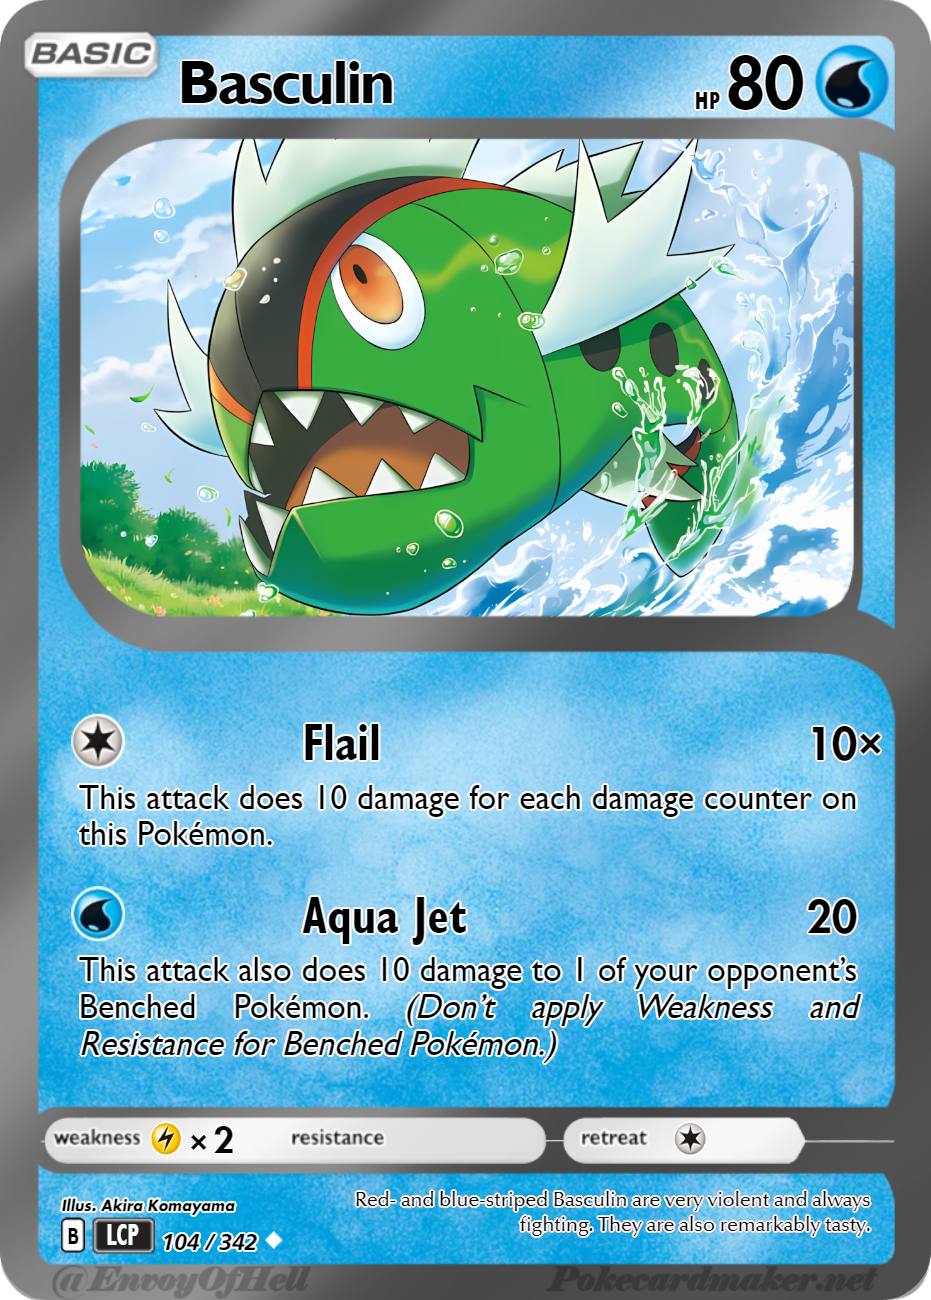 BASIC
Basculin
HP 80
Flail 10×
This attack does 10 damage for each damage counter on
this Pokémon.
Aqua Jet 20
This attack also does 10 damage to 1 of your opponent’s
Benched Pokémon. (Don’t apply Weakness and
Resistance for Benched Pokémon.)
weakness × 2 resistance retreat
Illus. Akira Komayama
Red- and blue-striped Basculin are very violent and always
fighting. They are also remarkably tasty.
B LCP 104 / 342
@EnvoyOfHell Pokecardmaker.net